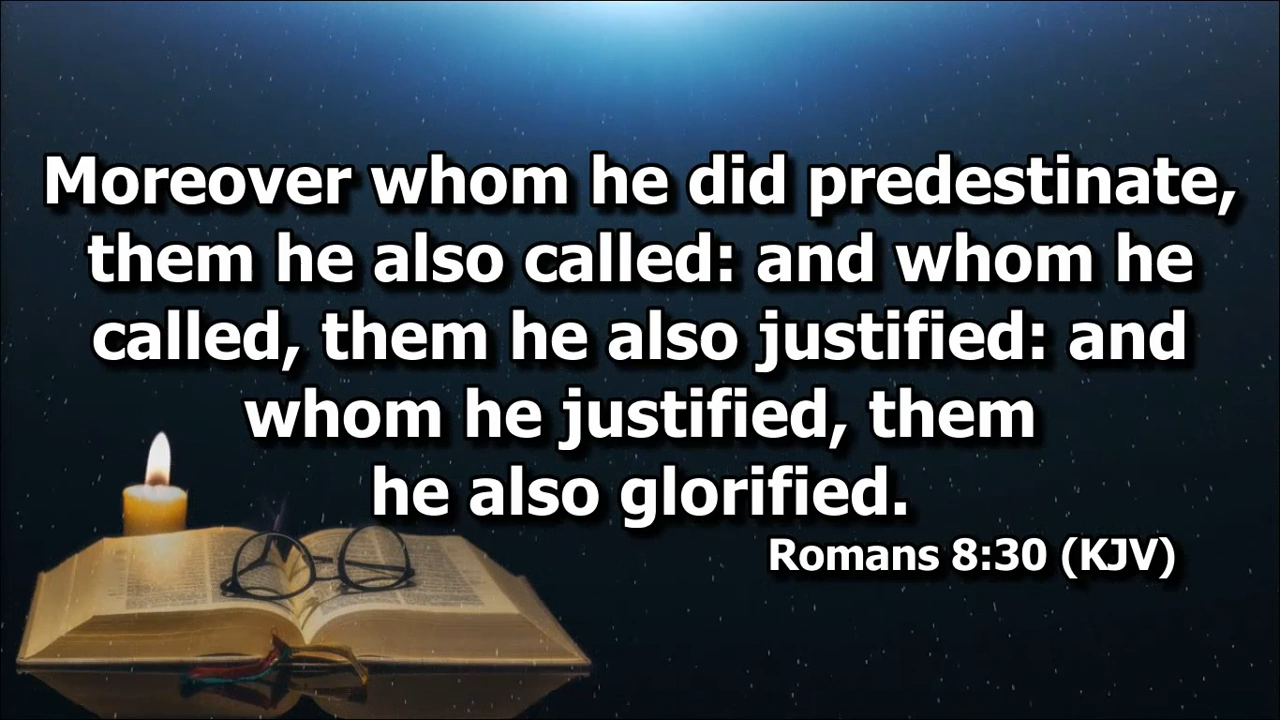 Moreover whom he did predestinate,
them he also called: and whom he
called, them he also justified: and
whom he justified, them
he also glorified.
Romans 8:30 (KJV)